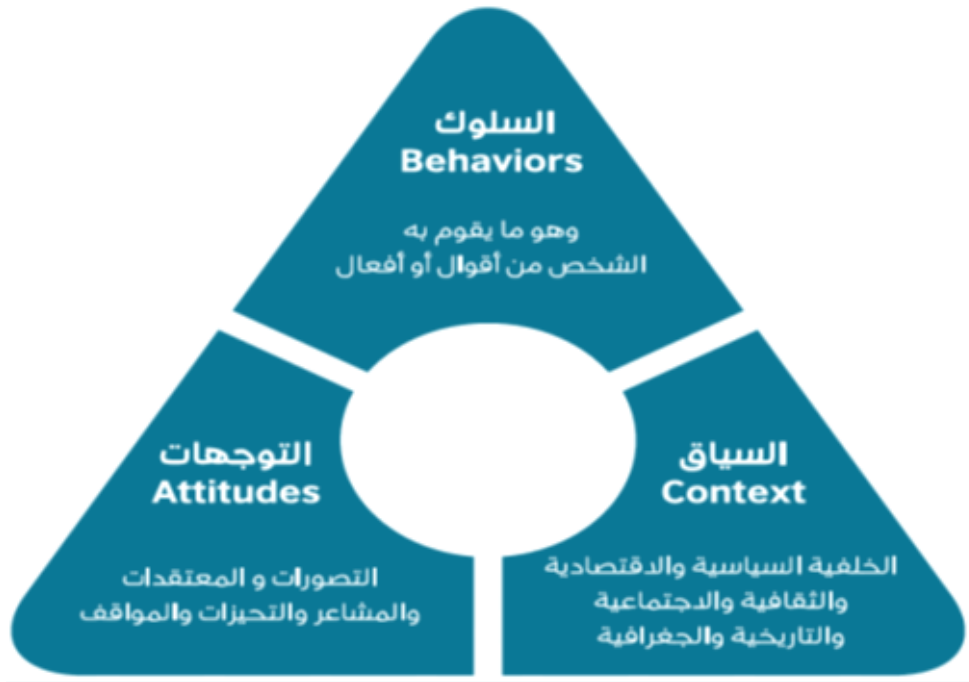 السلوك
Behaviors
وهو ما يقوم به
الشخص من أقوال أو أفعال
التوجهات
Attitudes
التصورات و المعتقدات
والمشاعر والتحيزات والمواقف
السياق
Context
الخلفية السياسية والاقتصادية
والثقافية والاجتماعية
والتاريخية والجغرافية